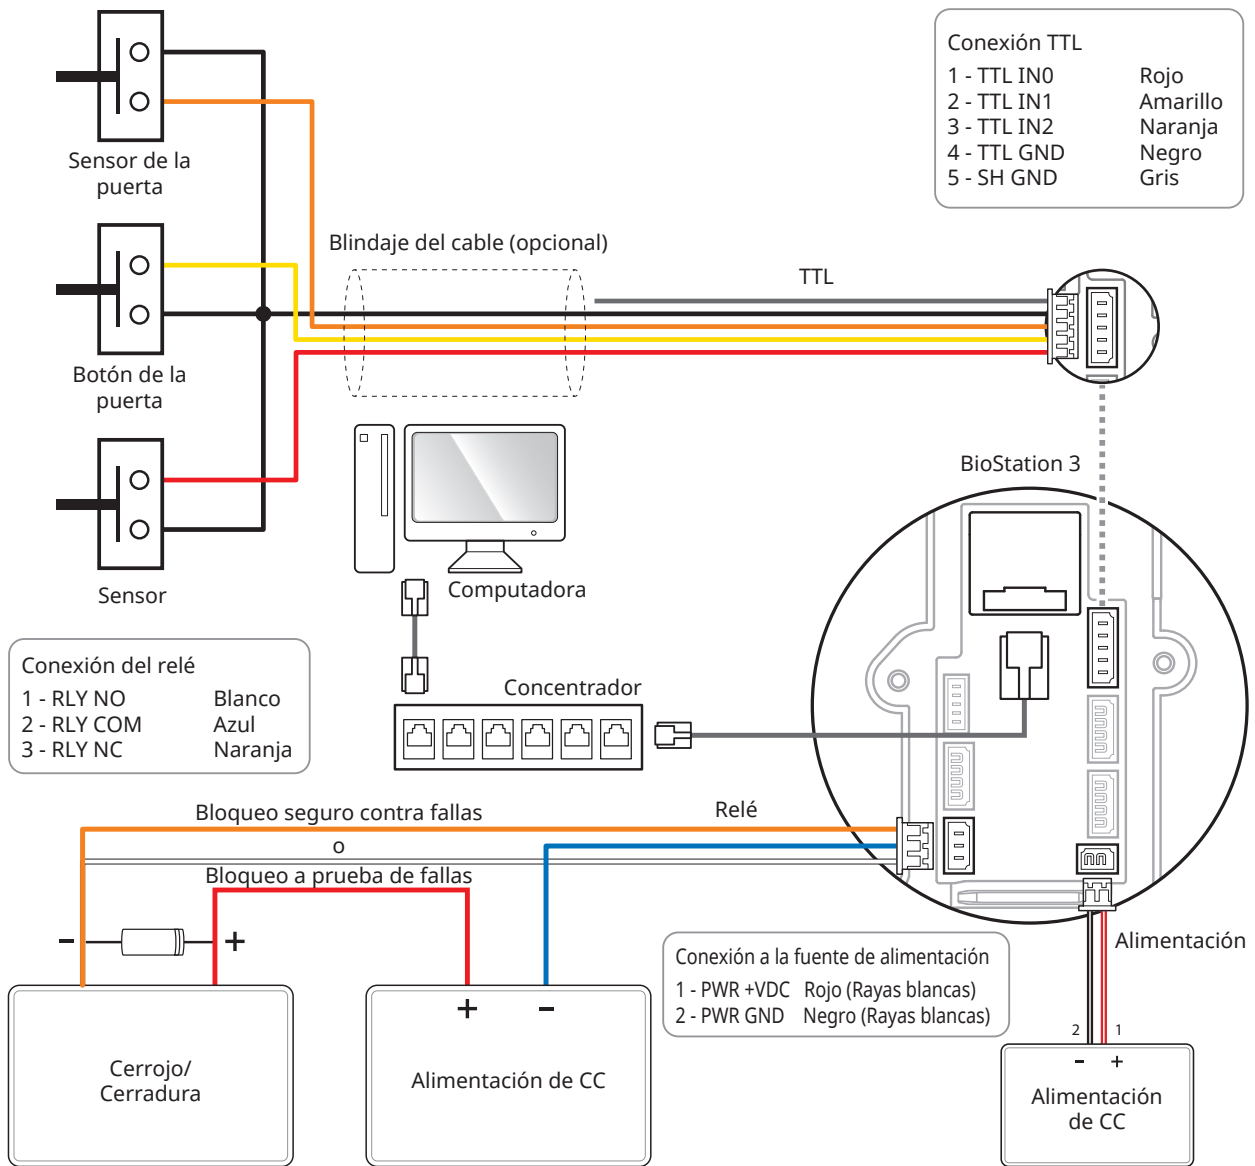 Conexión TTL
1 - TTL IN0 Rojo
2 - TTL IN1 Amarillo
3 - TTL IN2 Naranja
4 - TTL GND Negro
5 - SH GND Gris
Sensor de la
puerta
Blindaje del cable (opcional)
TTL
Botón de la
puerta
BioStation 3
Sensor
Computadora
Conexión del relé
1 - RLY NO Blanco
2 - RLY COM Azul
3 - RLY NC Naranja
Concentrador
Bloqueo seguro contra fallas
Relé
o
Bloqueo a prueba de fallas
- +
Alimentación
Conexión a la fuente de alimentación
1 - PWR +VDC Rojo (Rayas blancas)
2 - PWR GND Negro (Rayas blancas)
+ -
2 1
- +
Cerrojo/
Cerradura
Alimentación de CC
Alimentación
de CC